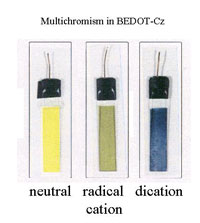 Multichromism in BEDOT-Cz
neutral radical dication
cation